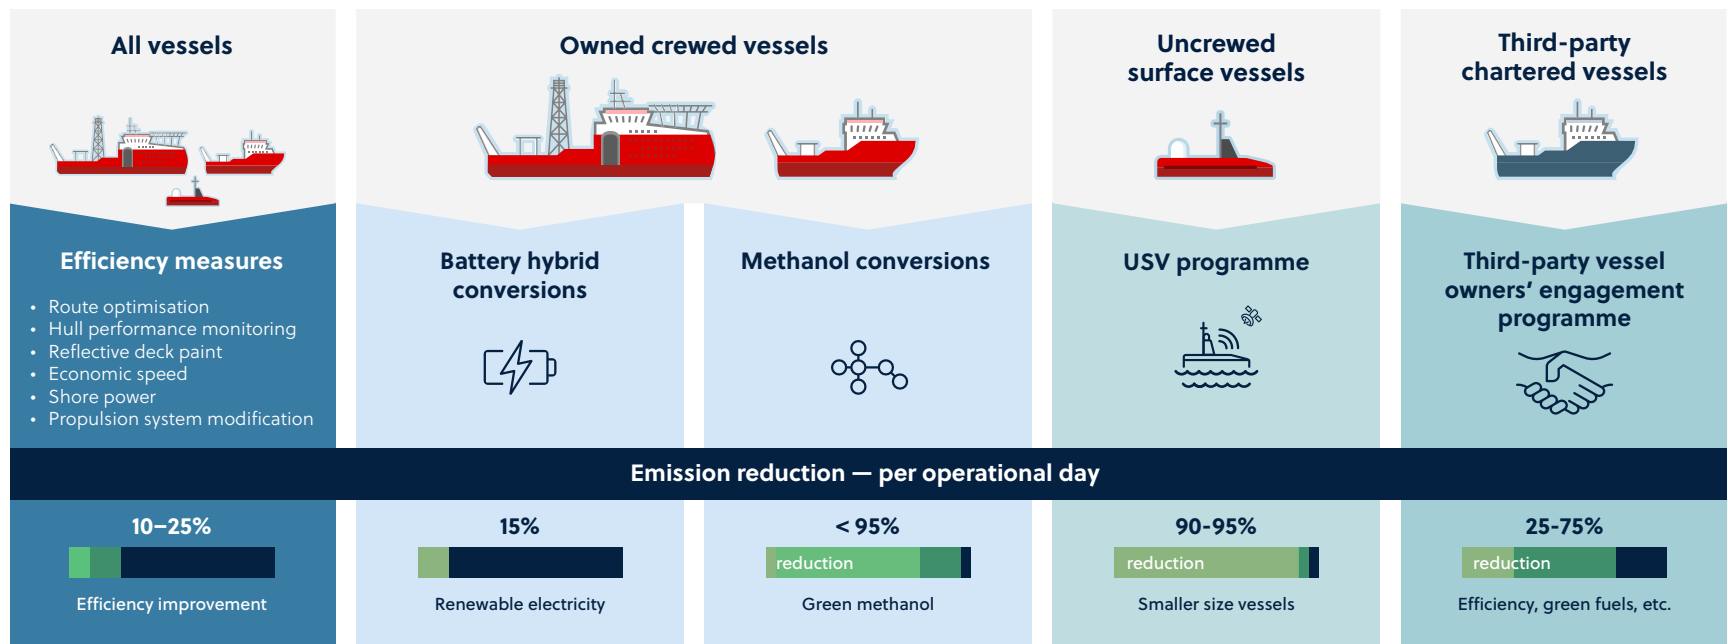 All vessels
Owned crewed vessels
Uncrewed
surface vessels
Third-party
chartered vessels
Efficiency measures
• Route optimisation
• Hull performance monitoring
• Reflective deck paint
• Economic speed
• Shore power
• Propulsion system modification
Battery hybrid
conversions
Methanol conversions
USV programme
Third-party vessel
owners’ engagement
programme
Emission reduction — per operational day
10–25%
Efficiency improvement
15%
Renewable electricity
< 95%
reduction
Green methanol
90-95%
reduction
Smaller size vessels
25-75%
reduction
Efficiency, green fuels, etc.